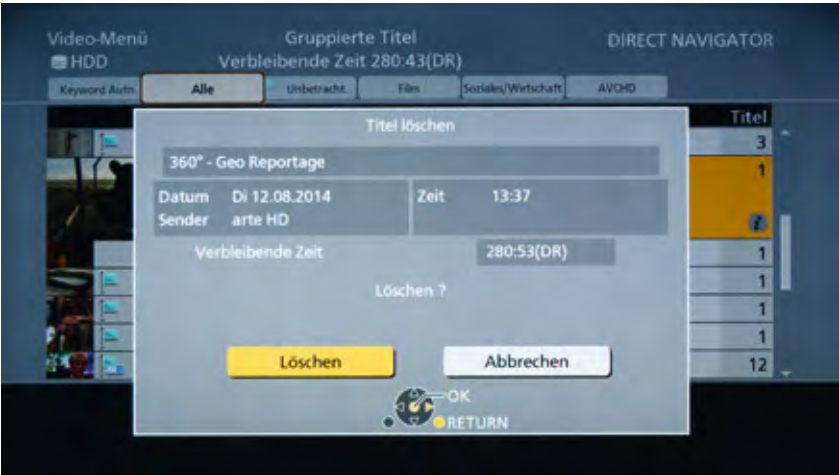 Video-Menü
Gruppierte Titel
DIRECT NAVIGATOR
HDD
Verbleibende Zeit 280:43(DR)
Keyword Aufn.
Alle
Unbetracht.
Film
Soziales/Wirtschaft
AVCHD
Titel
Titel löschen
3
360° - Geo Reportage
1
Datum Di 12.08.2014 Zeit 13:37
Sender arte HD
i
Verbleibende Zeit 280:53(DR)
1
Löschen ?
1
1
1
Löschen Abbrechen
12
OK
RETURN